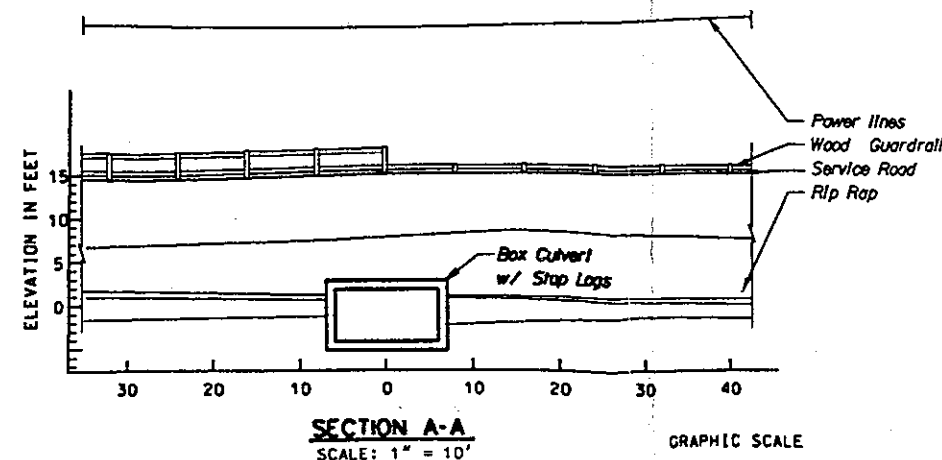 Power lines
Wood Guardrail
Service Road
Rip Rap
ELEVATION IN FEET
15
10
5
0
Box Culvert
w/ Stop Logs
30 20 10 0 10 20 30 40
SECTION A-A
SCALE: 1" = 10'
GRAPHIC SCALE